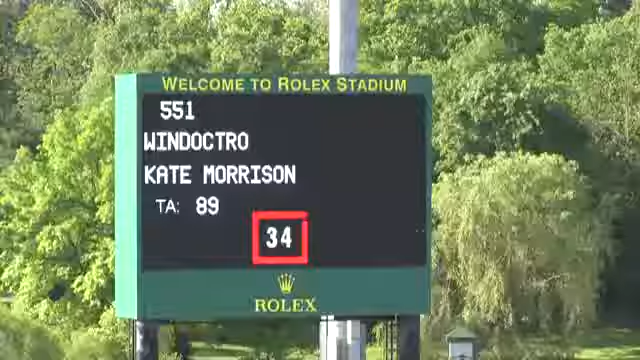 WELCOME TO ROLEX STADIUM
551
WINDOCTRO
KATE MORRISON
TA: 89
34
ROLEX